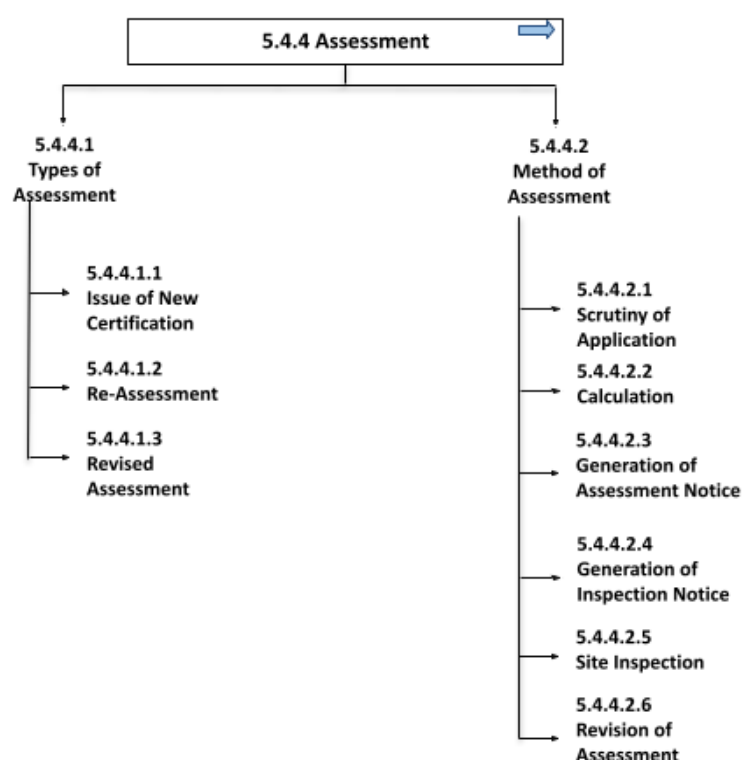 5.4.4 Assessment
5.4.4.1
Types of
Assessment
5.4.4.1.1
Issue of New
Certification
5.4.4.1.2
Re-Assessment
5.4.4.1.3
Revised
Assessment
5.4.4.2
Method of
Assessment
5.4.4.2.1
Scrutiny of
Application
5.4.4.2.2
Calculation
5.4.4.2.3
Generation of
Assessment Notice
5.4.4.2.4
Generation of
Inspection Notice
5.4.4.2.5
Site Inspection
5.4.4.2.6
Revision of
Assessment